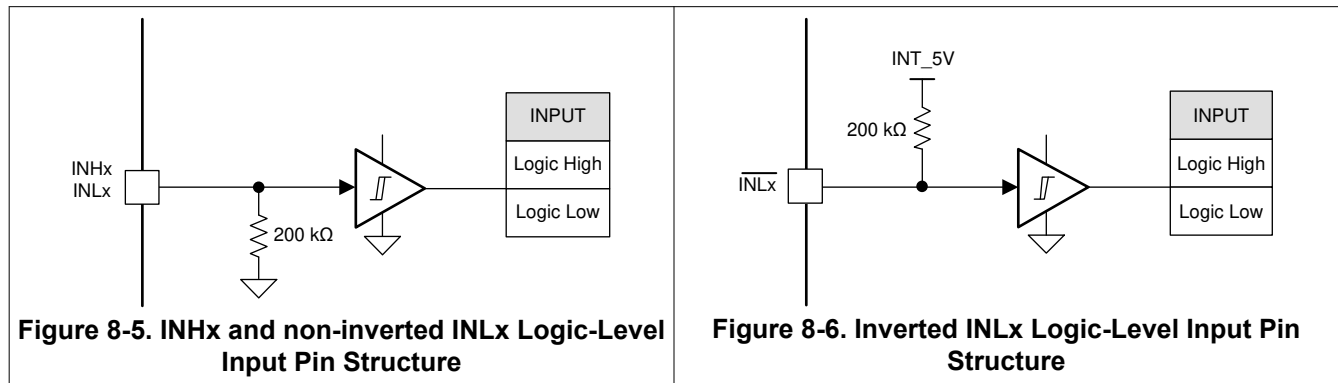 INHx
INLx
200 kΩ
INPUT
Logic High
Logic Low
Figure 8-5. INHx and non-inverted INLx Logic-Level
Input Pin Structure
INT_5V
200 kΩ
INLx
INPUT
Logic High
Logic Low
Figure 8-6. Inverted INLx Logic-Level Input Pin
Structure